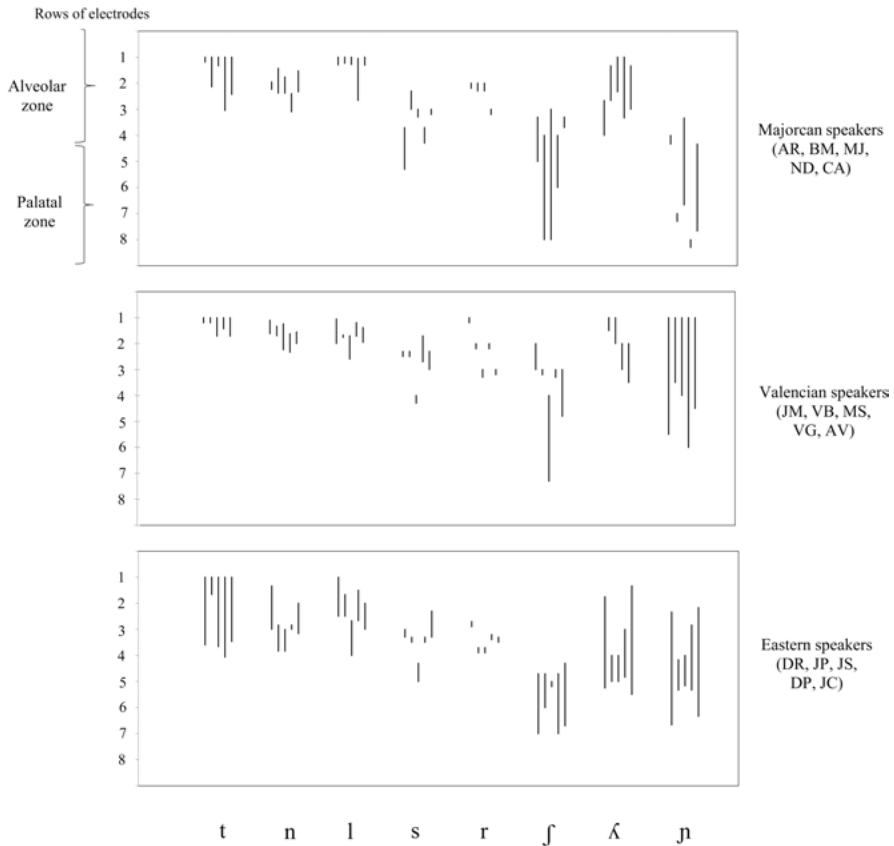 Rows of electrodes
Alveolar
zone
Palatal
zone
1
2
3
4
5
6
7
8
Majorcan speakers
(AR, BM, MJ,
ND, CA)
1
2
3
4
5
6
7
8
Valencian speakers
(JM, VB, MS,
VG, AV)
1
2
3
4
5
6
7
8
Eastern speakers
(DR, JP, JS,
DP, JC)
t n l s r ʃ ʎ ɲ